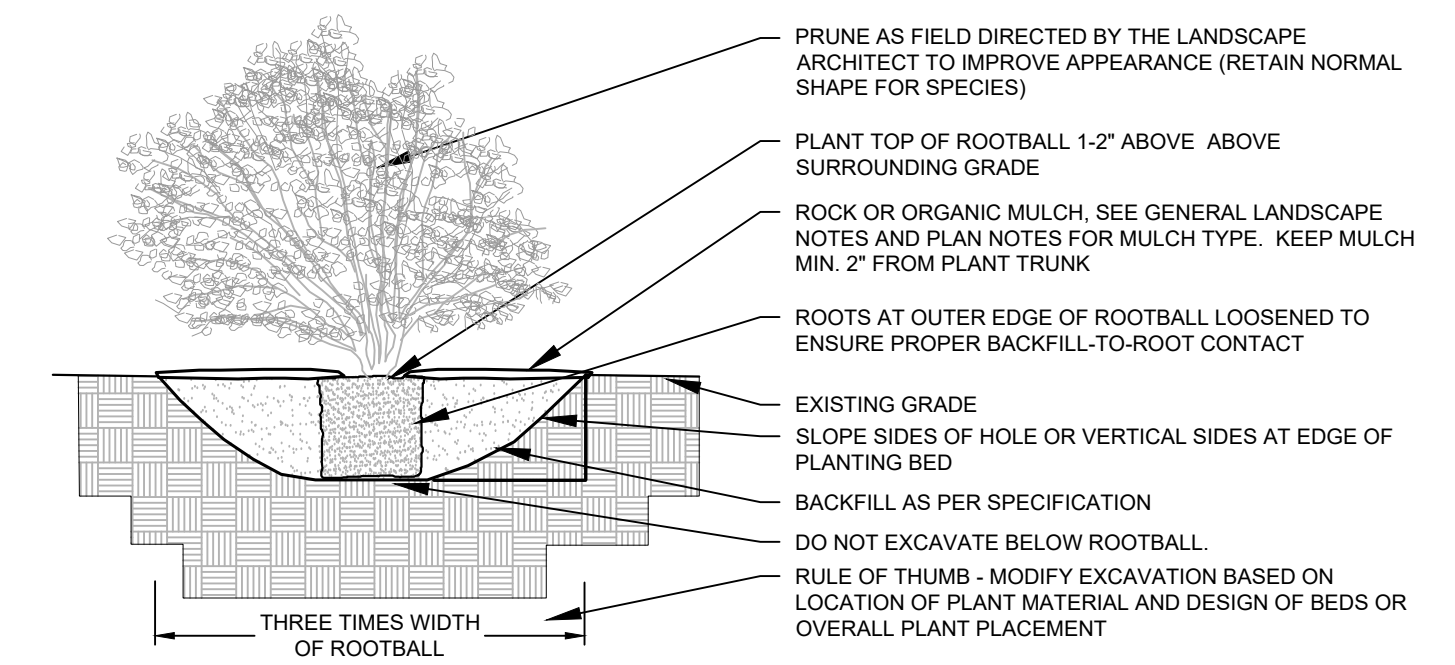 PRUNE AS FIELD DIRECTED BY THE LANDSCAPE
ARCHITECT TO IMPROVE APPEARANCE (RETAIN NORMAL
SHAPE FOR SPECIES)
PLANT TOP OF ROOTBALL 1-2" ABOVE  ABOVE
SURROUNDING GRADE
ROCK OR ORGANIC MULCH, SEE GENERAL LANDSCAPE
NOTES AND PLAN NOTES FOR MULCH TYPE.  KEEP MULCH
MIN. 2" FROM PLANT TRUNK
ROOTS AT OUTER EDGE OF ROOTBALL LOOSENED TO
ENSURE PROPER BACKFILL-TO-ROOT CONTACT
EXISTING GRADE
SLOPE SIDES OF HOLE OR VERTICAL SIDES AT EDGE OF
PLANTING BED
BACKFILL AS PER SPECIFICATION
DO NOT EXCAVATE BELOW ROOTBALL.
RULE OF THUMB - MODIFY EXCAVATION BASED ON
LOCATION OF PLANT MATERIAL AND DESIGN OF BEDS OR
OVERALL PLANT PLACEMENT
THREE TIMES WIDTH
OF ROOTBALL